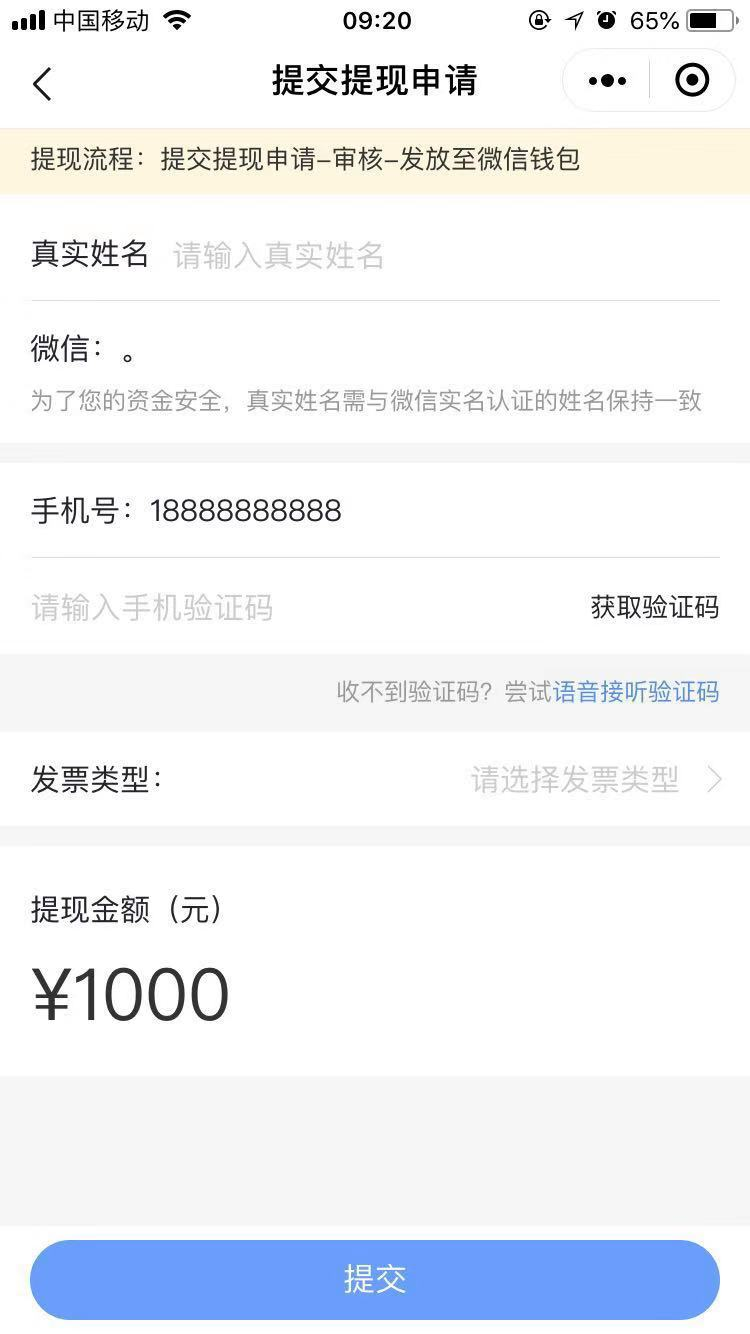 中国移动 09:20 65%
提交提现申请
提现流程：提交提现申请–审核–发放至微信钱包
真实姓名 请输入真实姓名
微信：。
为了您的资金安全，真实姓名需与微信实名认证的姓名保持一致
手机号：18888888888
请输入手机验证码 获取验证码
收不到验证码？尝试语音接听验证码
发票类型： 请选择发票类型
提现金额（元）
¥1000
提交